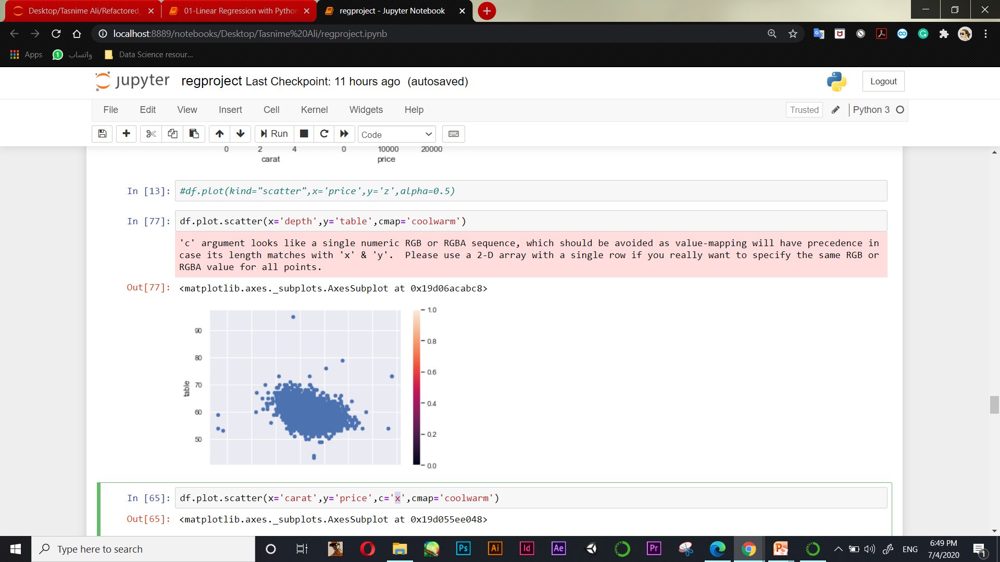 Desktop/Tasnime Ali/Refactored_
01-Linear Regression with Python
regproject - Jupyter Notebook
localhost:8889/notebooks/Desktop/Tasnime%20Ali/regproject.ipynb
Apps
1
واتساب
Data Science resour...
jupyter
regproject Last Checkpoint: 11 hours ago (autosaved)
Logout
File Edit View Insert Cell Kernel Widgets Help
Trusted
Python 3
Run
Code
0 2 4 0 10000 20000
carat price
In [13]: #df.plot(kind="scatter",x='price',y='z',alpha=0.5)
In [77]: df.plot.scatter(x='depth',y='table',cmap='coolwarm')
'c' argument looks like a single numeric RGB or RGBA sequence, which should be avoided as value-mapping will have precedence in
case its length matches with 'x' & 'y'.  Please use a 2-D array with a single row if you really want to specify the same RGB or
RGBA value for all points.
Out[77]: <matplotlib.axes._subplots.AxesSubplot at 0x19d06acabc8>
table
90
80
70
60
50
1.0
0.8
0.6
0.4
0.2
0.0
In [65]: df.plot.scatter(x='carat',y='price',c='x',cmap='coolwarm')
Out[65]: <matplotlib.axes._subplots.AxesSubplot at 0x19d055ee048>
Type here to search
Ps
Ai
Id
Ae
Pr
ENG
6:49 PM
7/4/2020
1